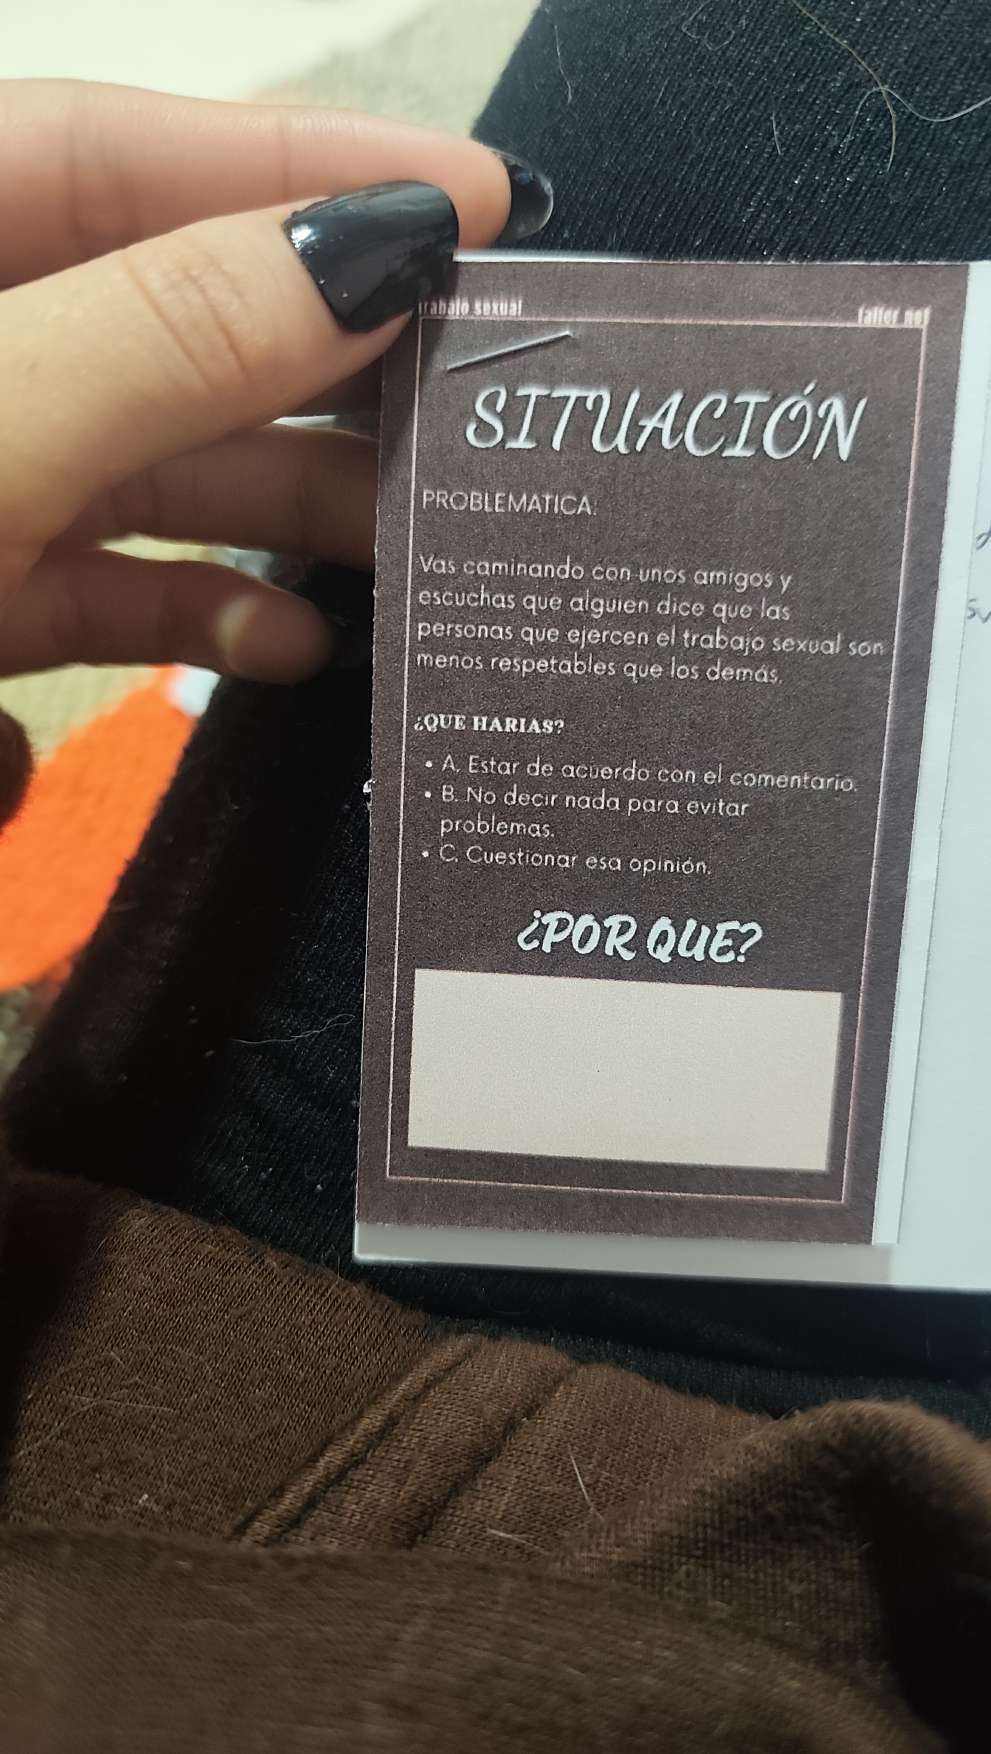 trabajo sexual
taller nef
SITUACIÓN
PROBLEMATICA:
Vas caminando con unos amigos y
escuchas que alguien dice que las
personas que ejercen el trabajo sexual son
menos respetables que los demás.
¿QUE HARIAS?
• A. Estar de acuerdo con el comentario.
• B. No decir nada para evitar
problemas.
• C. Cuestionar esa opinión.
¿POR QUE?